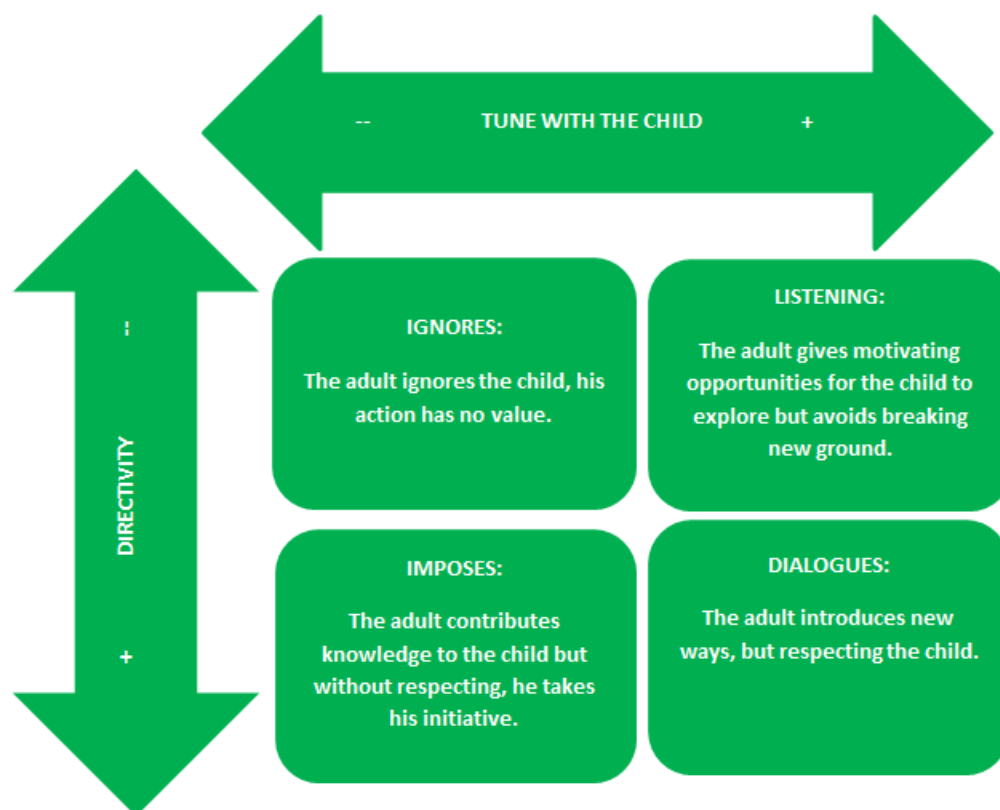 -- TUNE WITH THE CHILD +
--
DIRECTIVITY
+
IGNORES:
The adult ignores the child, his
action has no value.
LISTENING:
The adult gives motivating
opportunities for the child to
explore but avoids breaking
new ground.
IMPOSES:
The adult contributes
knowledge to the child but
without respecting, he takes
his initiative.
DIALOGUES:
The adult introduces new
ways, but respecting the child.